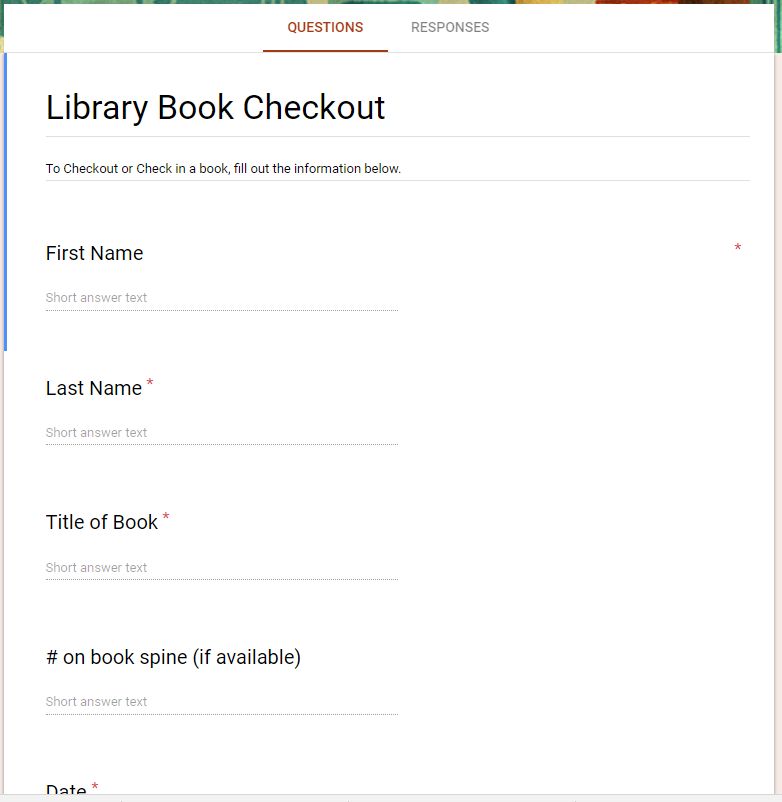 QUESTIONS RESPONSES
Library Book Checkout
To Checkout or Check in a book, fill out the information below.
First Name *
Short answer text
Last Name *
Short answer text
Title of Book *
Short answer text
# on book spine (if available)
Short answer text
Date *